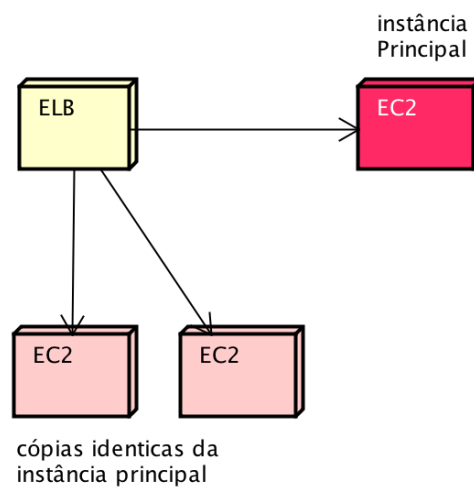 instância
Principal
ELB
EC2
EC2
EC2
cópias identicas da
instância principal